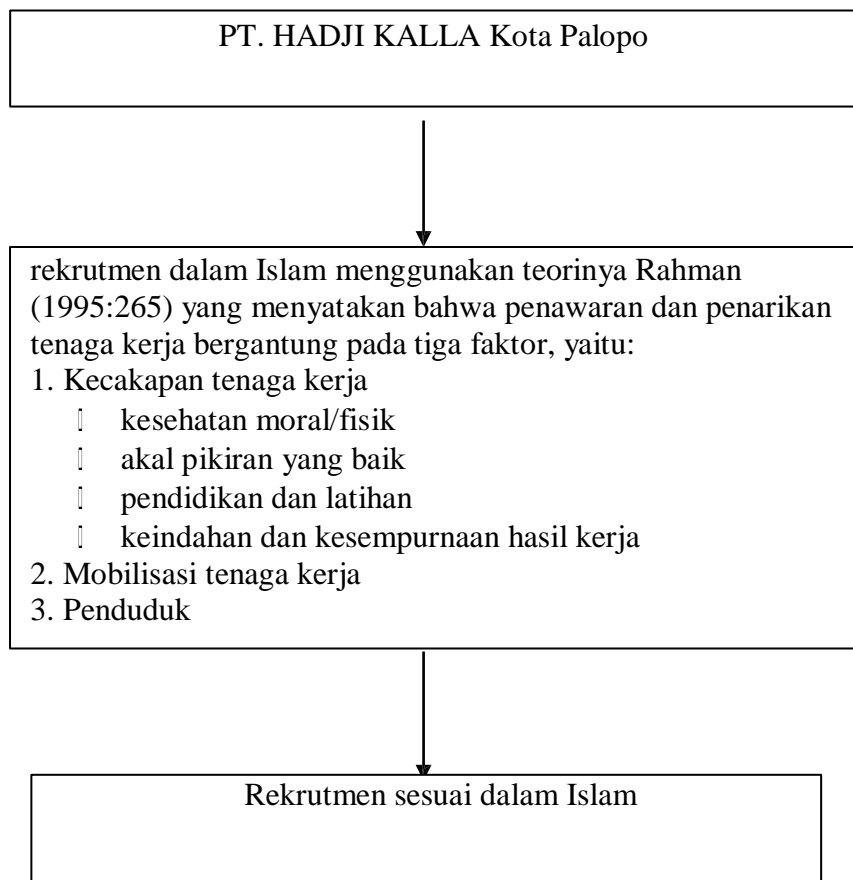 PT. HADJI KALLA Kota Palopo
rekrutmen dalam Islam menggunakan teorinya Rahman
(1995:265) yang menyatakan bahwa penawaran dan penarikan
tenaga kerja bergantung pada tiga faktor, yaitu:
1. Kecakapan tenaga kerja
kesehatan moral/fisik
akal pikiran yang baik
pendidikan dan latihan
keindahan dan kesempurnaan hasil kerja
2. Mobilisasi tenaga kerja
3. Penduduk
Rekrutmen sesuai dalam Islam